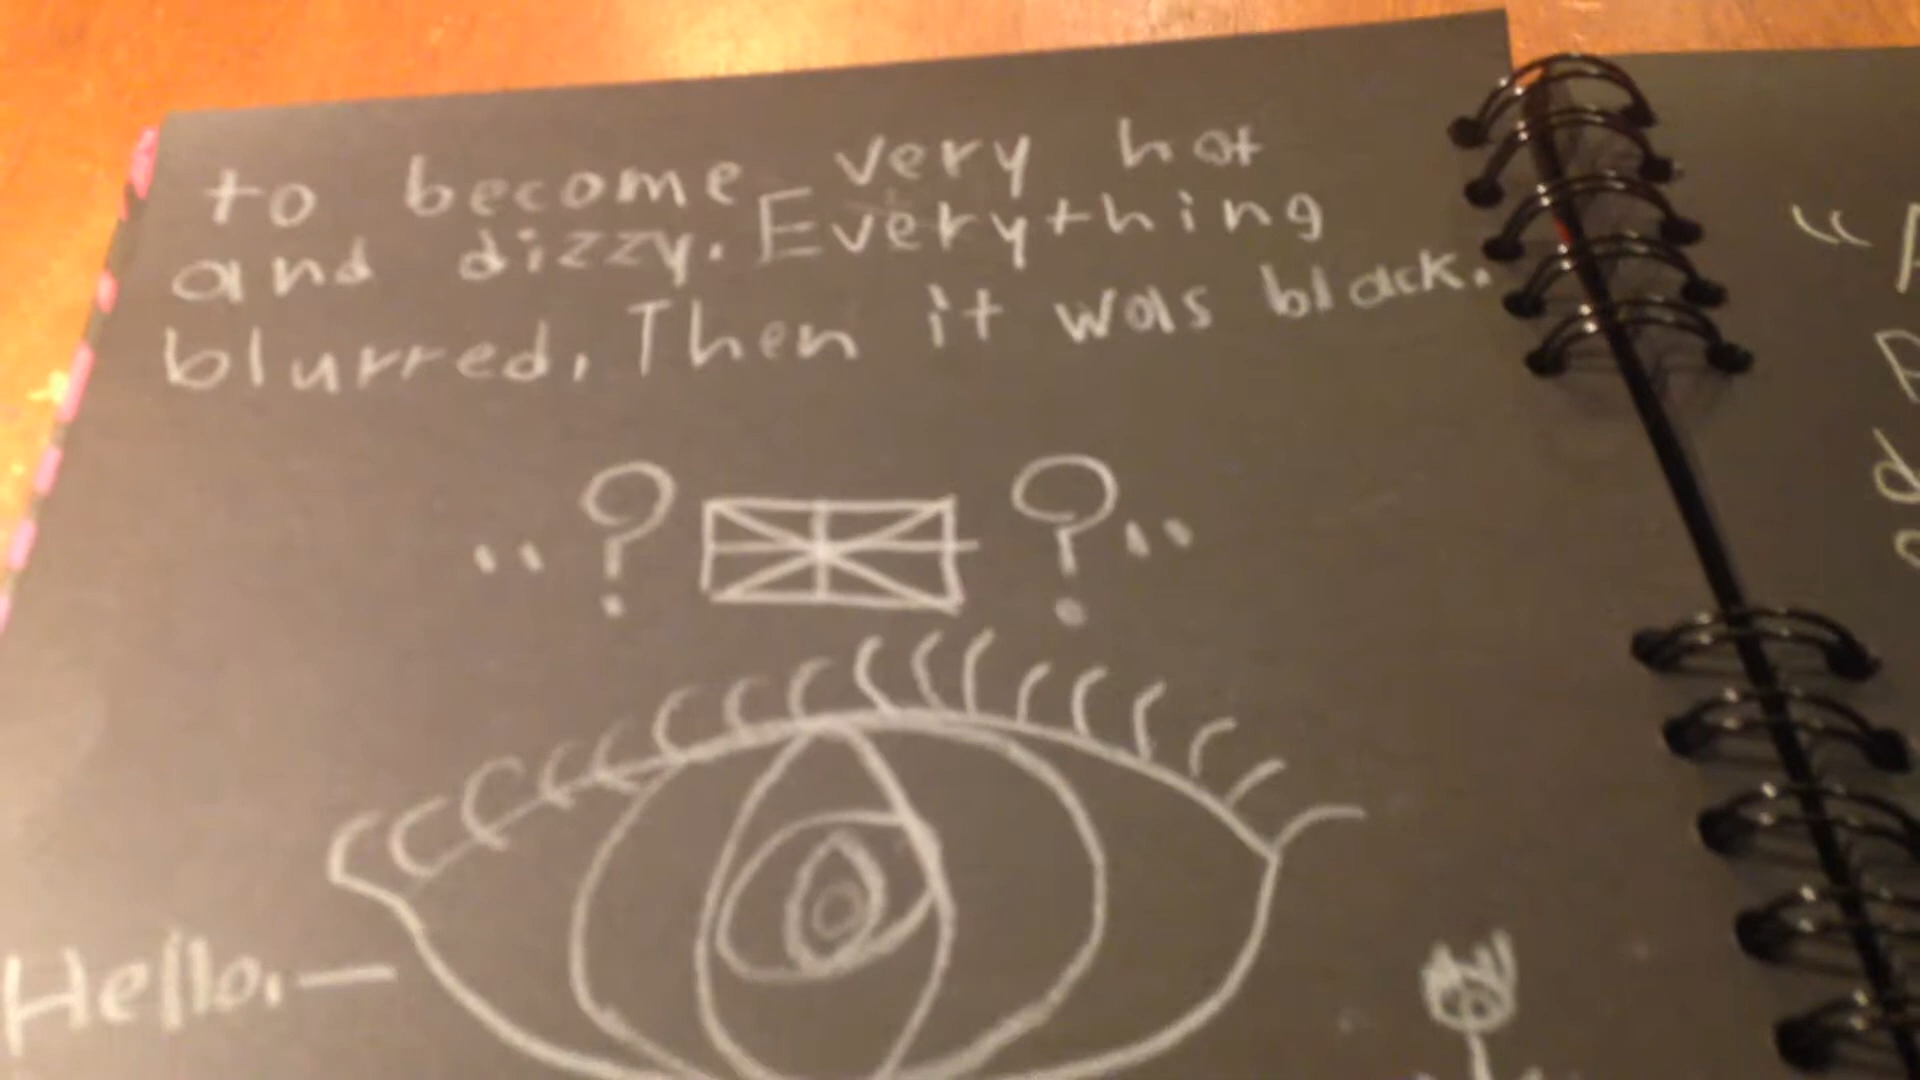 to become very hot
and dizzy. Everything
blurred. Then it was black.
"? ?"
Hello.—